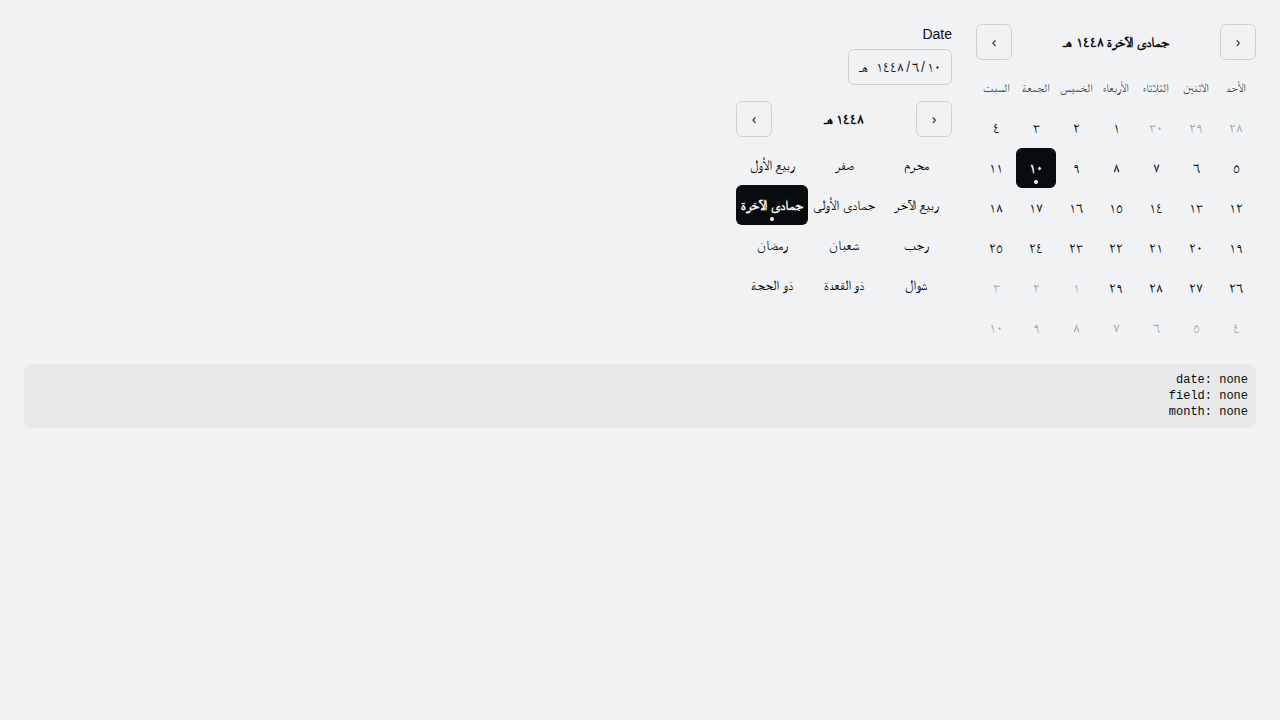 جمادى الآخرة ١٤٤٨ هـ
الأحد الاثنين الثلاثاء الأربعاء الخميس الجمعة السبت
٢٨ ٢٩ ٣٠ ١ ٢ ٣ ٤
٥ ٦ ٧ ٨ ٩ ١٠ ١١
١٢ ١٣ ١٤ ١٥ ١٦ ١٧ ١٨
١٩ ٢٠ ٢١ ٢٢ ٢٣ ٢٤ ٢٥
٢٦ ٢٧ ٢٨ ٢٩ ١ ٢ ٣
٤ ٥ ٦ ٧ ٨ ٩ ١٠
Date
١٠/٦/١٤٤٨ هـ
١٤٤٨ هـ
محرم صفر ربيع الأول
ربيع الآخر جمادى الأولى جمادى الآخرة
رجب شعبان رمضان
شوال ذو القعدة ذو الحجة
date: none
field: none
month: none